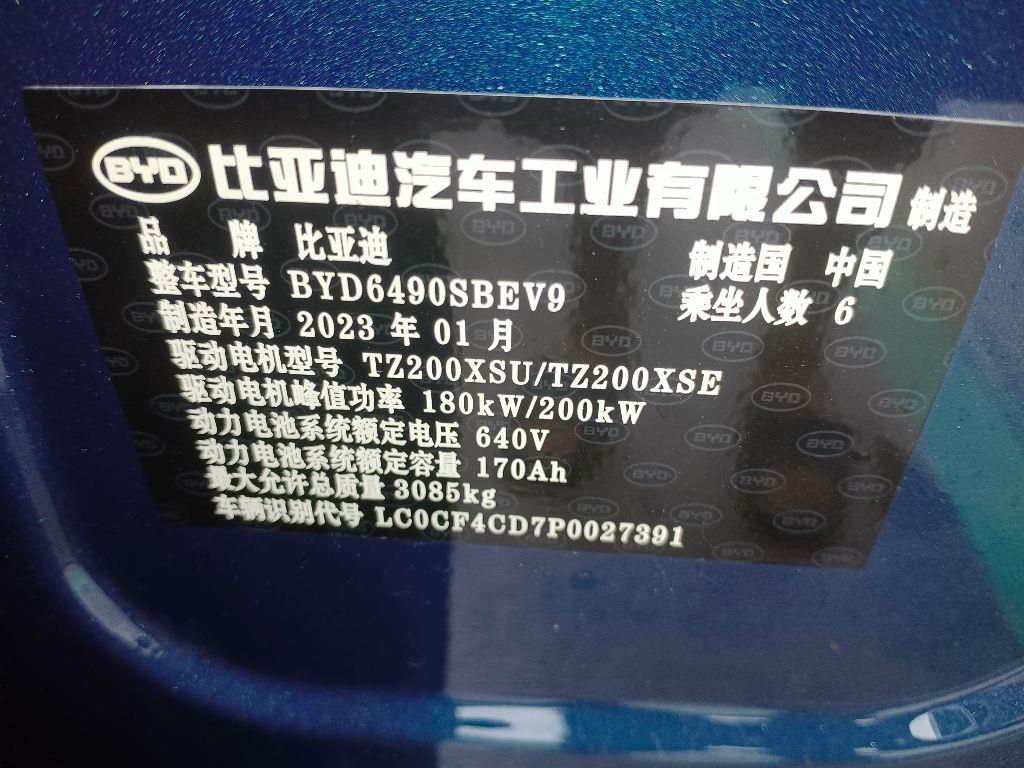 BYD 比亚迪汽车工业有限公司 制造
品 牌 比亚迪 制造国 中国
整车型号 BYD6490SBEV9 乘坐人数 6
制造年月 2023 年 01 月
驱动电机型号 TZ200XSU/TZ200XSE
驱动电机峰值功率 180kW/200kW
动力电池系统额定电压 640V
动力电池系统额定容量 170Ah
最大允许总质量 3085kg
车辆识别代号 LC0CF4CD7P0027391